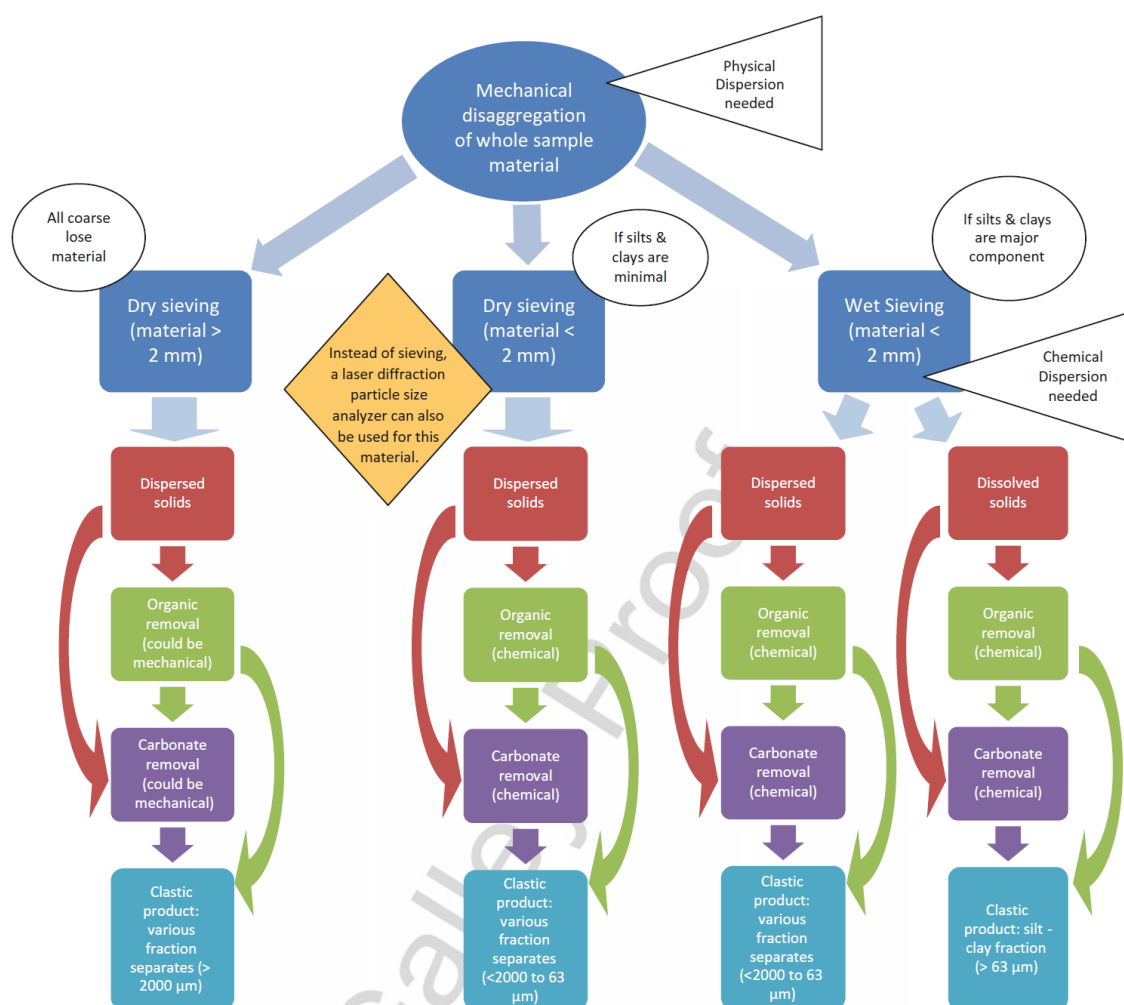 Physical
Dispersion
needed
Mechanical
disaggregation
of whole sample
material
All coarse
lose
material
If silts &
clays are
minimal
If silts & clays
are major
component
Dry sieving
(material >
2 mm)
Dry sieving
(material <
2 mm)
Wet Sieving
(material <
2 mm)
Instead of sieving,
a laser diffraction
particle size
analyzer can also
be used for this
material.
Chemical
Dispersion
needed
Dispersed
solids
Dispersed
solids
Dispersed
solids
Dissolved
solids
Organic
removal
(could be
mechanical)
Organic
removal
(chemical)
Organic
removal
(chemical)
Organic
removal
(chemical)
Carbonate
removal
(could be
mechanical)
Carbonate
removal
(chemical)
Carbonate
removal
(chemical)
Carbonate
removal
(chemical)
Clastic
product:
various
fraction
separates (>
2000 μm)
Clastic
product:
various
fraction
separates
(<2000 to 63
μm)
Clastic
product:
various
fraction
separates
(<2000 to 63
μm)
Clastic
product: silt -
clay fraction
(> 63 μm)
Galley Proof